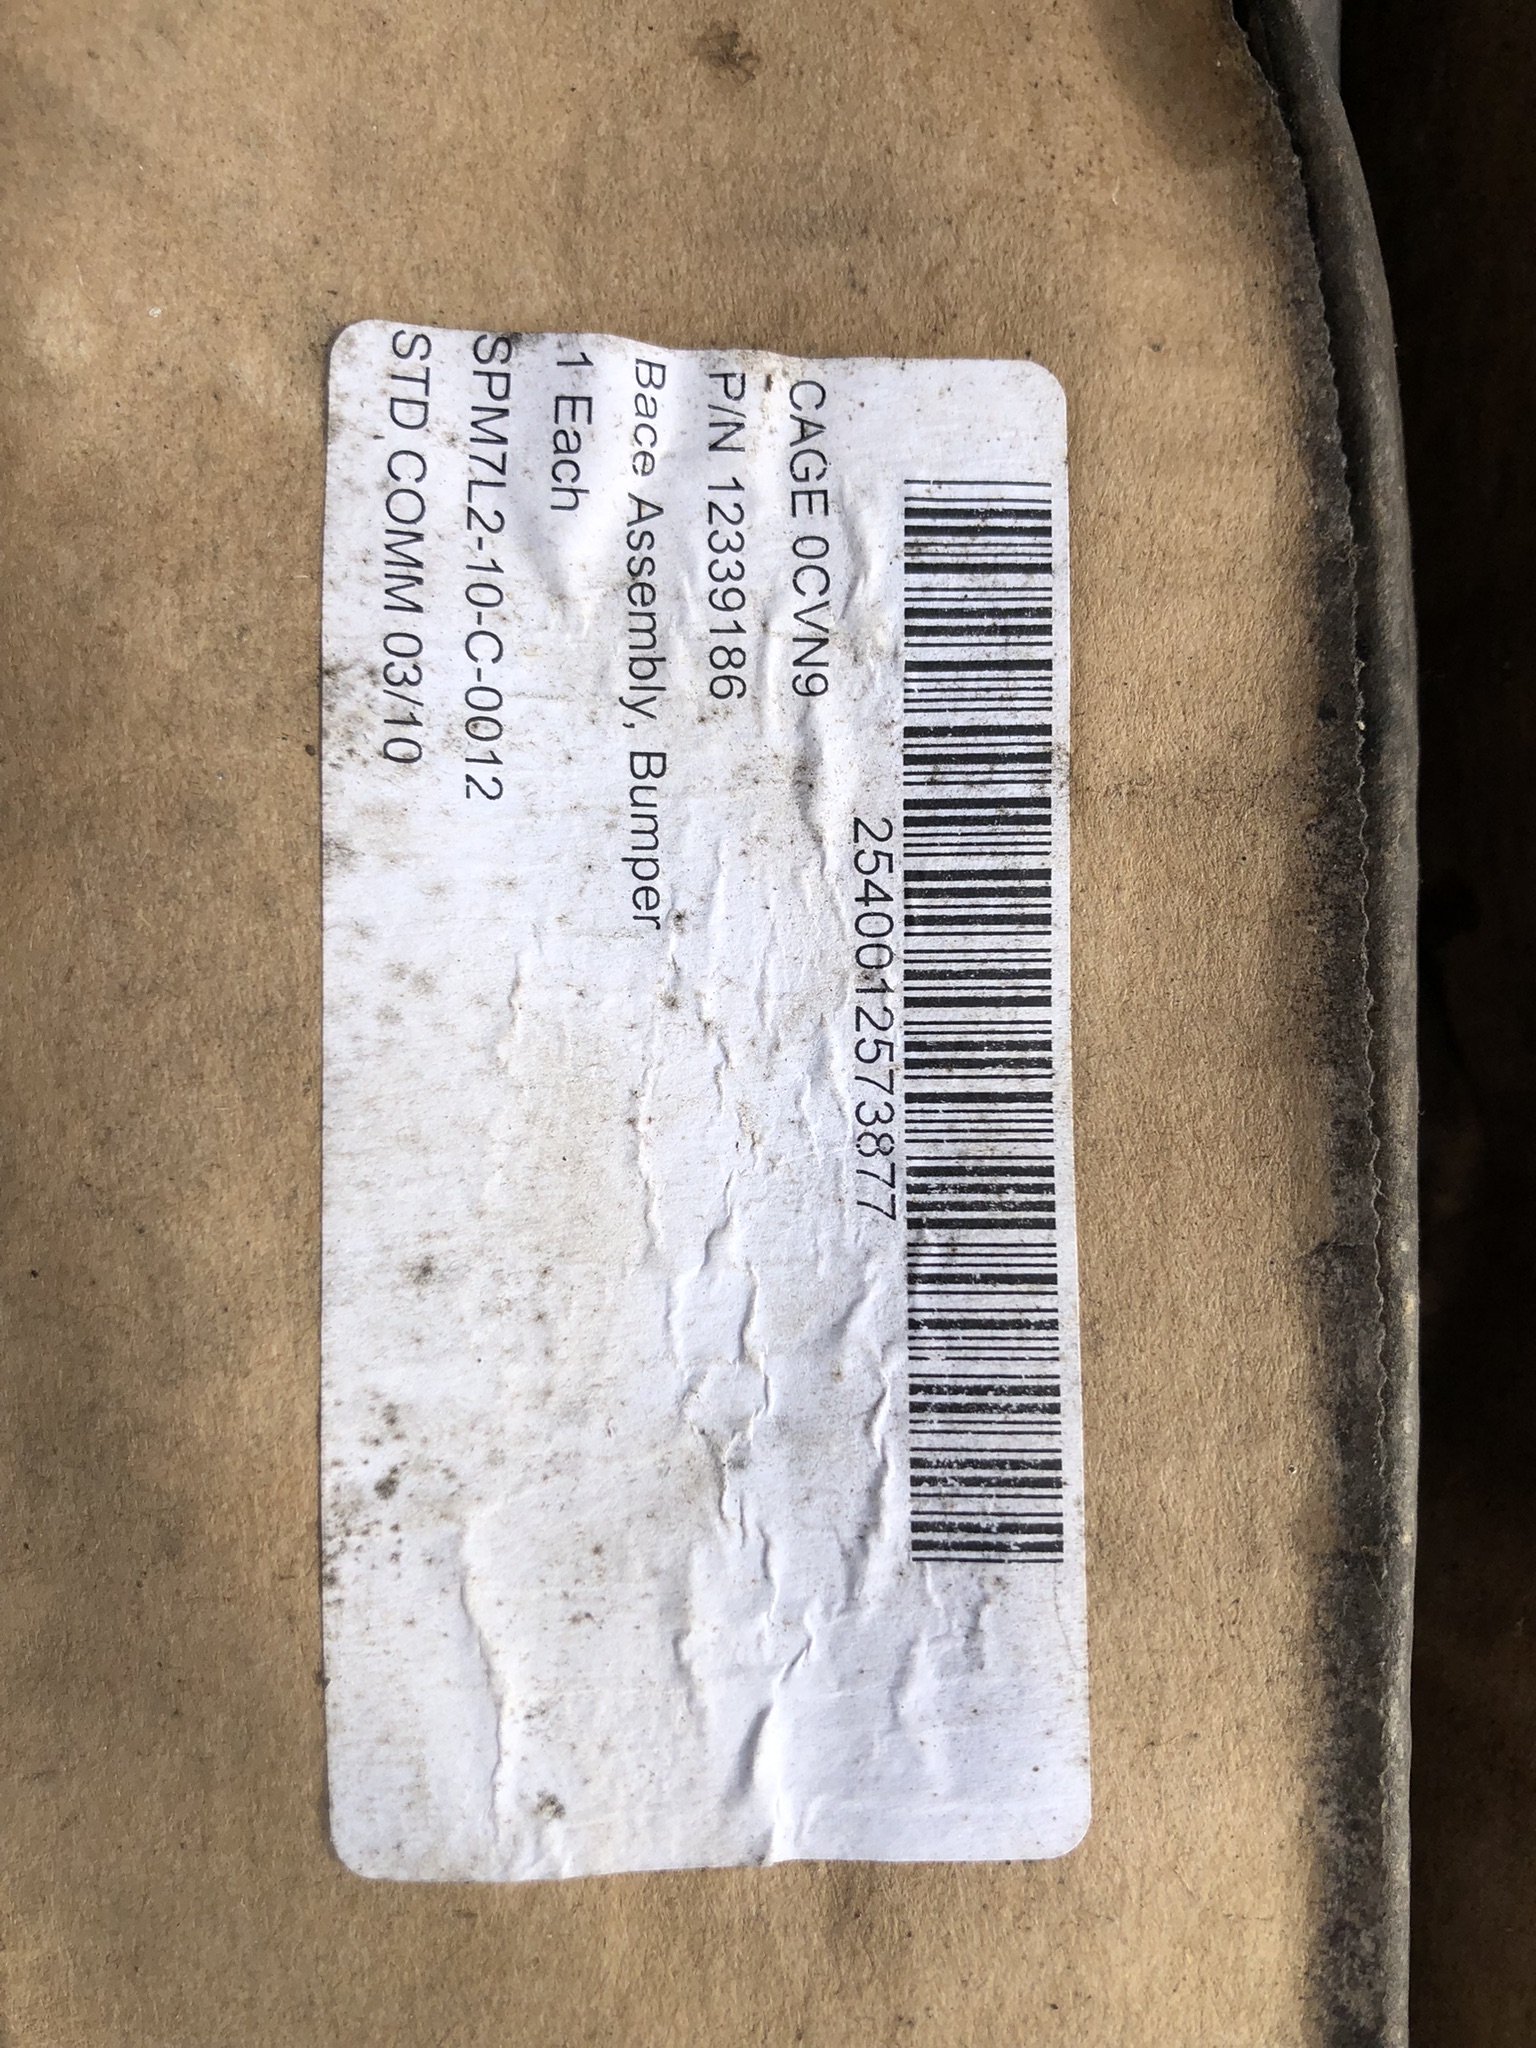 2540012573877
CAGE 0CVN9
P/N 12339186
Bace Assembly, Bumper
1 Each
SPM7L2-10-C-0012
STD COMM 03/10